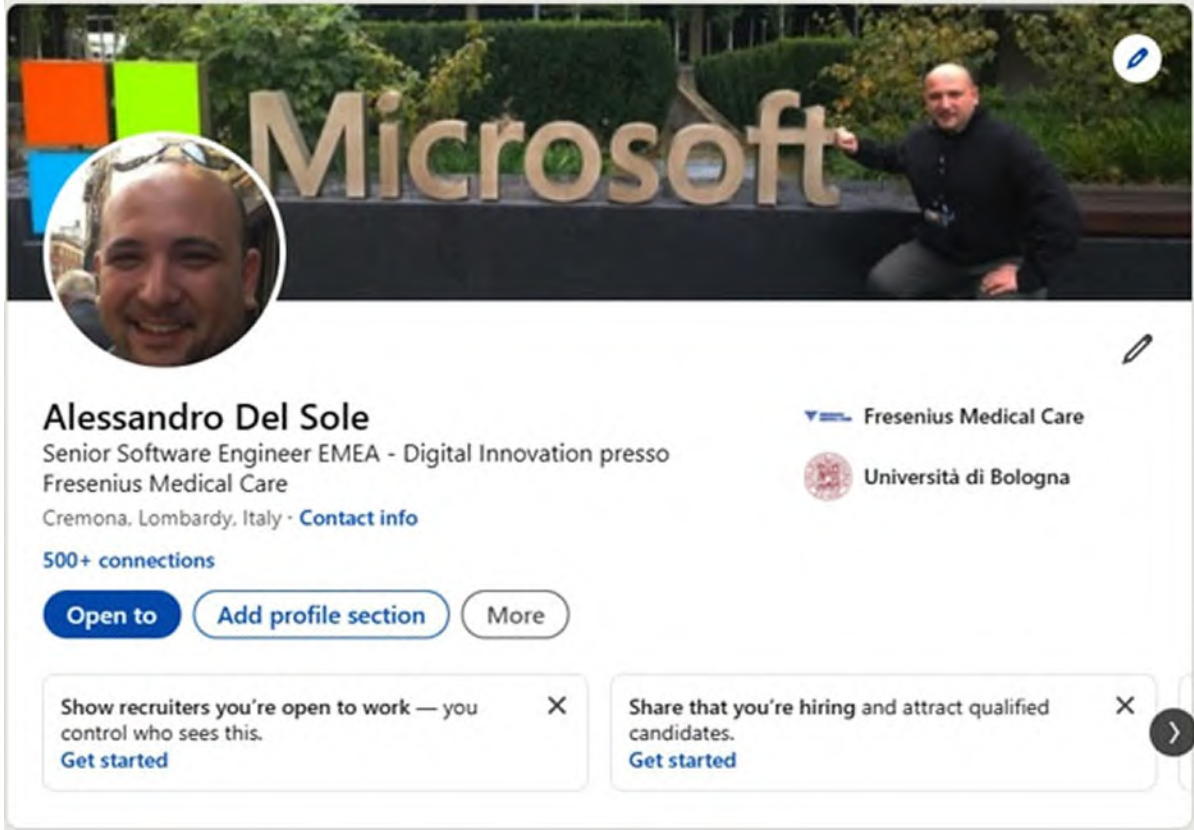 Microsoft
Alessandro Del Sole
Senior Software Engineer EMEA - Digital Innovation presso
Fresenius Medical Care
Cremona, Lombardy, Italy · Contact info
500+ connections
Fresenius Medical Care
Università di Bologna
Open to
Add profile section
More
Show recruiters you're open to work — you
control who sees this.
Get started
Share that you're hiring and attract qualified
candidates.
Get started